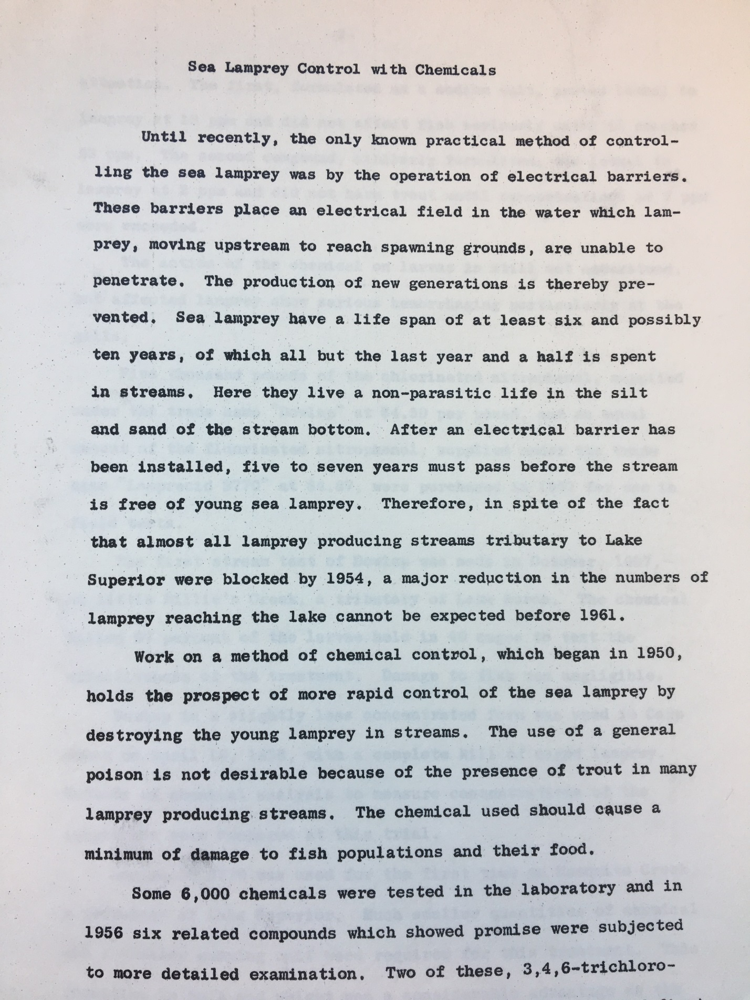 Sea Lamprey Control with Chemicals
Until recently, the only known practical method of control-
ling the sea lamprey was by the operation of electrical barriers.
These barriers place an electrical field in the water which lam-
prey, moving upstream to reach spawning grounds, are unable to
penetrate. The production of new generations is thereby pre-
vented. Sea lamprey have a life span of at least six and possibly
ten years, of which all but the last year and a half is spent
in streams. Here they live a non-parasitic life in the silt
and sand of the stream bottom. After an electrical barrier has
been installed, five to seven years must pass before the stream
is free of young sea lamprey. Therefore, in spite of the fact
that almost all lamprey producing streams tributary to Lake
Superior were blocked by 1954, a major reduction in the numbers of
lamprey reaching the lake cannot be expected before 1961.
Work on a method of chemical control, which began in 1950,
holds the prospect of more rapid control of the sea lamprey by
destroying the young lamprey in streams. The use of a general
poison is not desirable because of the presence of trout in many
lamprey producing streams. The chemical used should cause a
minimum of damage to fish populations and their food.
Some 6,000 chemicals were tested in the laboratory and in
1956 six related compounds which showed promise were subjected
to more detailed examination. Two of these, 3,4,6-trichloro-